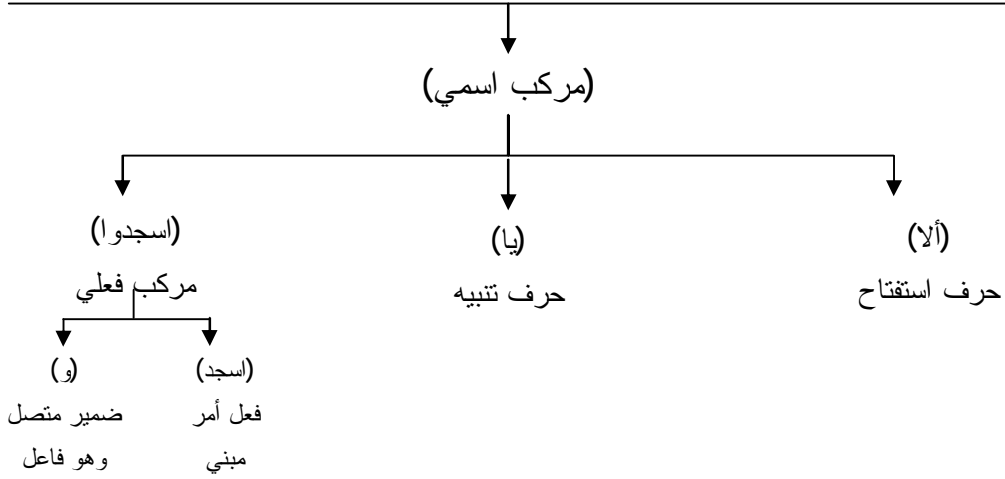 (مركب اسمي)
(ألا)
حرف استفتاح
(يا)
حرف تنبيه
(اسجدوا)
مركب فعلي
(اسجد)
فعل أمر
مبني
(و)
ضمير متصل
وهو فاعل